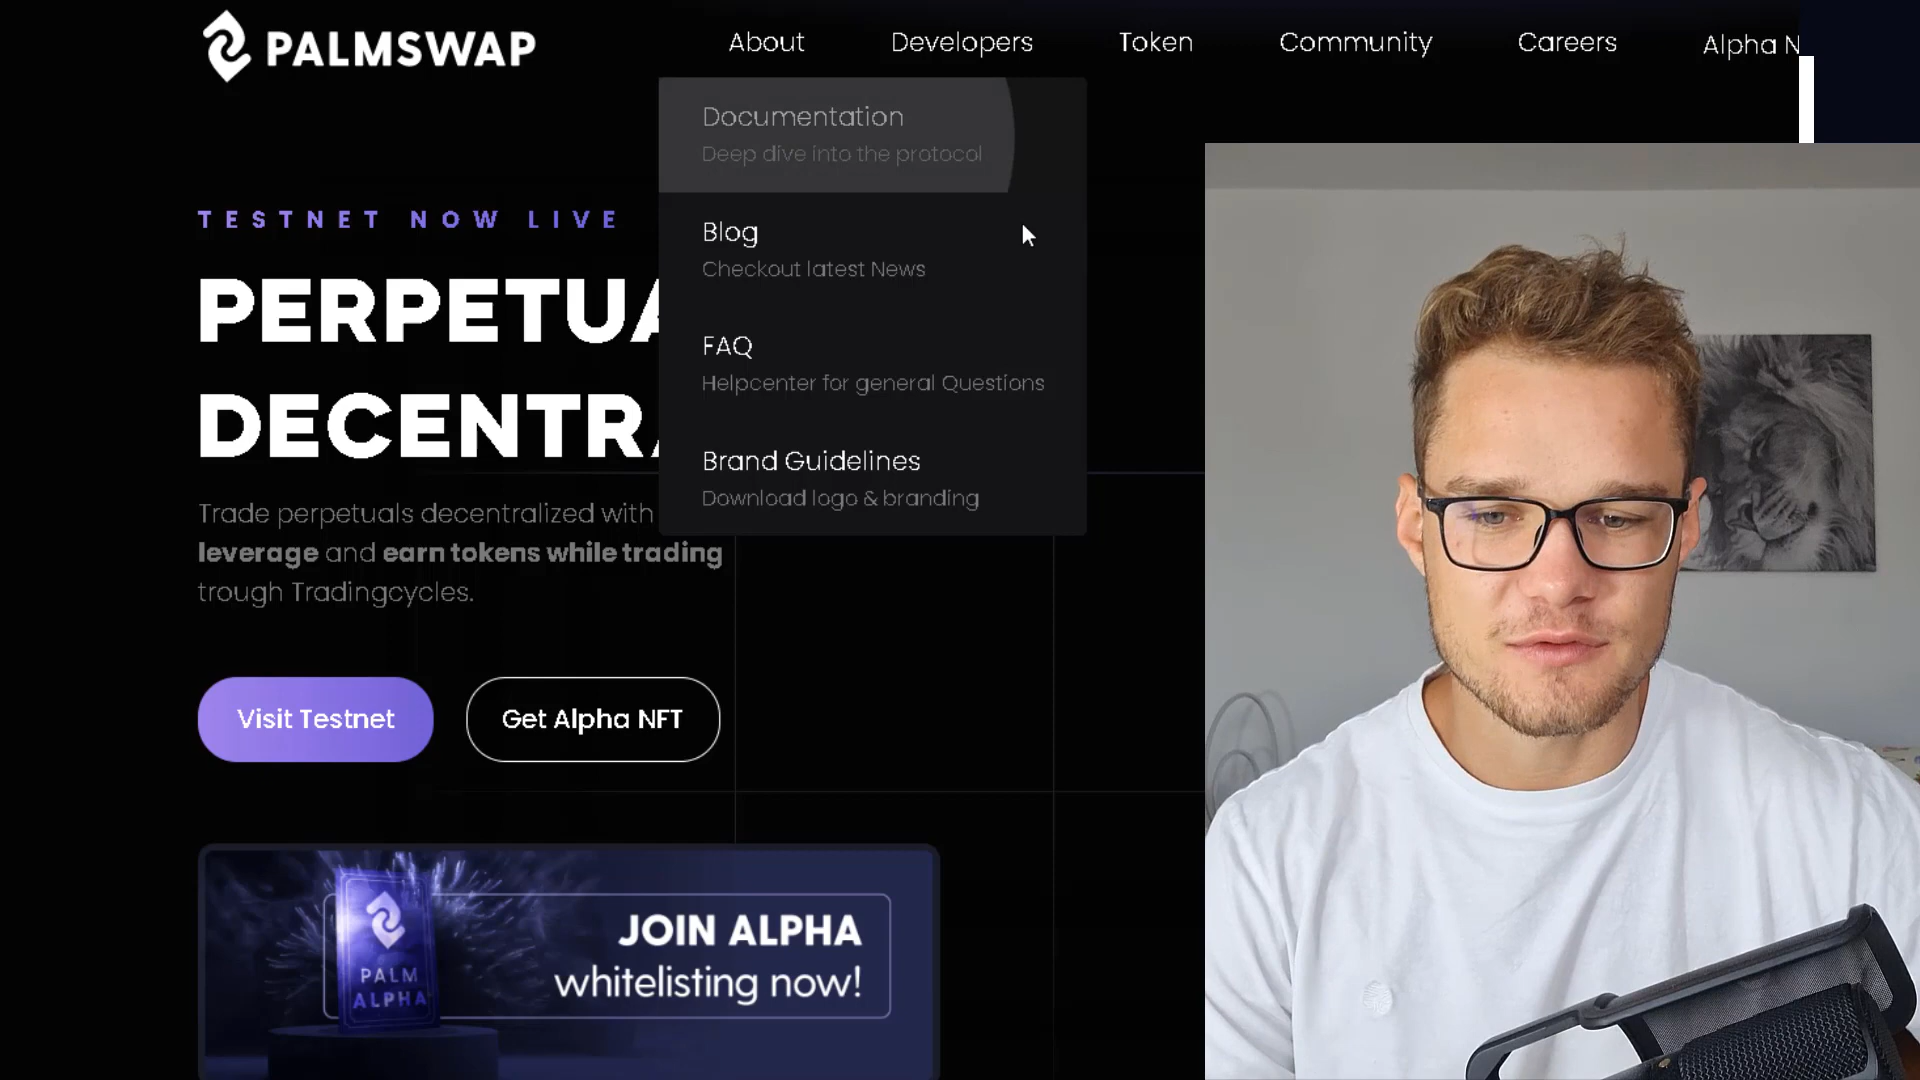 PALMSWAP
About
Developers
Token
Community
Careers
Alpha N
Documentation
Deep dive into the protocol
Blog
Checkout latest News
FAQ
Helpcenter for general Questions
Brand Guidelines
Download logo & branding
TESTNET NOW LIVE
PERPETUA
DECENTRA
Trade perpetuals decentralized with
leverage and earn tokens while trading
trough Tradingcycles.
Visit Testnet
Get Alpha NFT
PALM
ALPHA
JOIN ALPHA
whitelisting now!